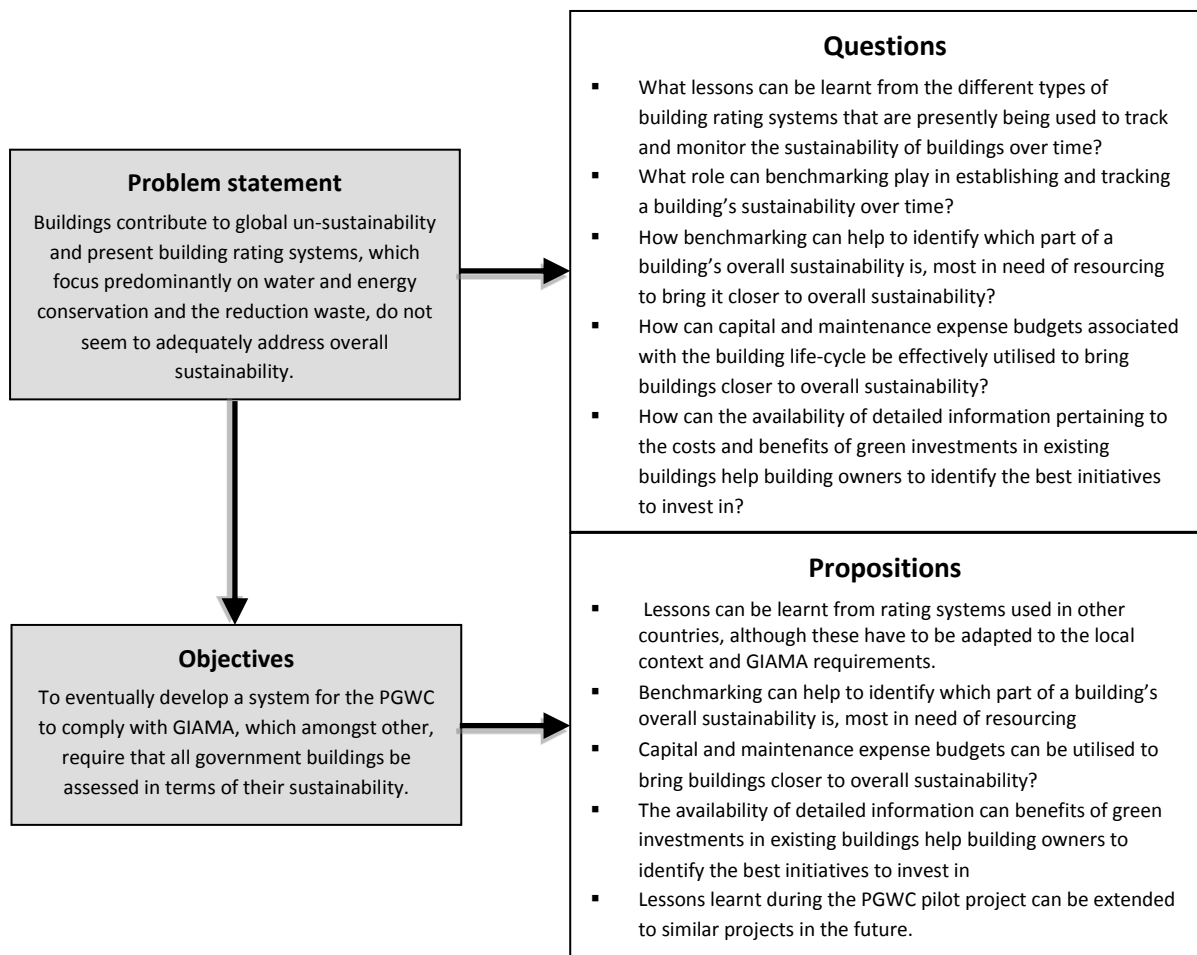 Problem statement
Buildings contribute to global un-sustainability
and present building rating systems, which
focus predominantly on water and energy
conservation and the reduction waste, do not
seem to adequately address overall
sustainability.
Objectives
To eventually develop a system for the PGWC
to comply with GIAMA, which amongst other,
require that all government buildings be
assessed in terms of their sustainability.
Questions
▪ What lessons can be learnt from the different types of
building rating systems that are presently being used to track
and monitor the sustainability of buildings over time?
▪ What role can benchmarking play in establishing and tracking
a building’s sustainability over time?
▪ How benchmarking can help to identify which part of a
building’s overall sustainability is, most in need of resourcing
to bring it closer to overall sustainability?
▪ How can capital and maintenance expense budgets associated
with the building life-cycle be effectively utilised to bring
buildings closer to overall sustainability?
▪ How can the availability of detailed information pertaining to
the costs and benefits of green investments in existing
buildings help building owners to identify the best initiatives
to invest in?
Propositions
▪ Lessons can be learnt from rating systems used in other
countries, although these have to be adapted to the local
context and GIAMA requirements.
▪ Benchmarking can help to identify which part of a building’s
overall sustainability is, most in need of resourcing
▪ Capital and maintenance expense budgets can be utilised to
bring buildings closer to overall sustainability?
▪ The availability of detailed information can benefits of green
investments in existing buildings help building owners to
identify the best initiatives to invest in
▪ Lessons learnt during the PGWC pilot project can be extended
to similar projects in the future.